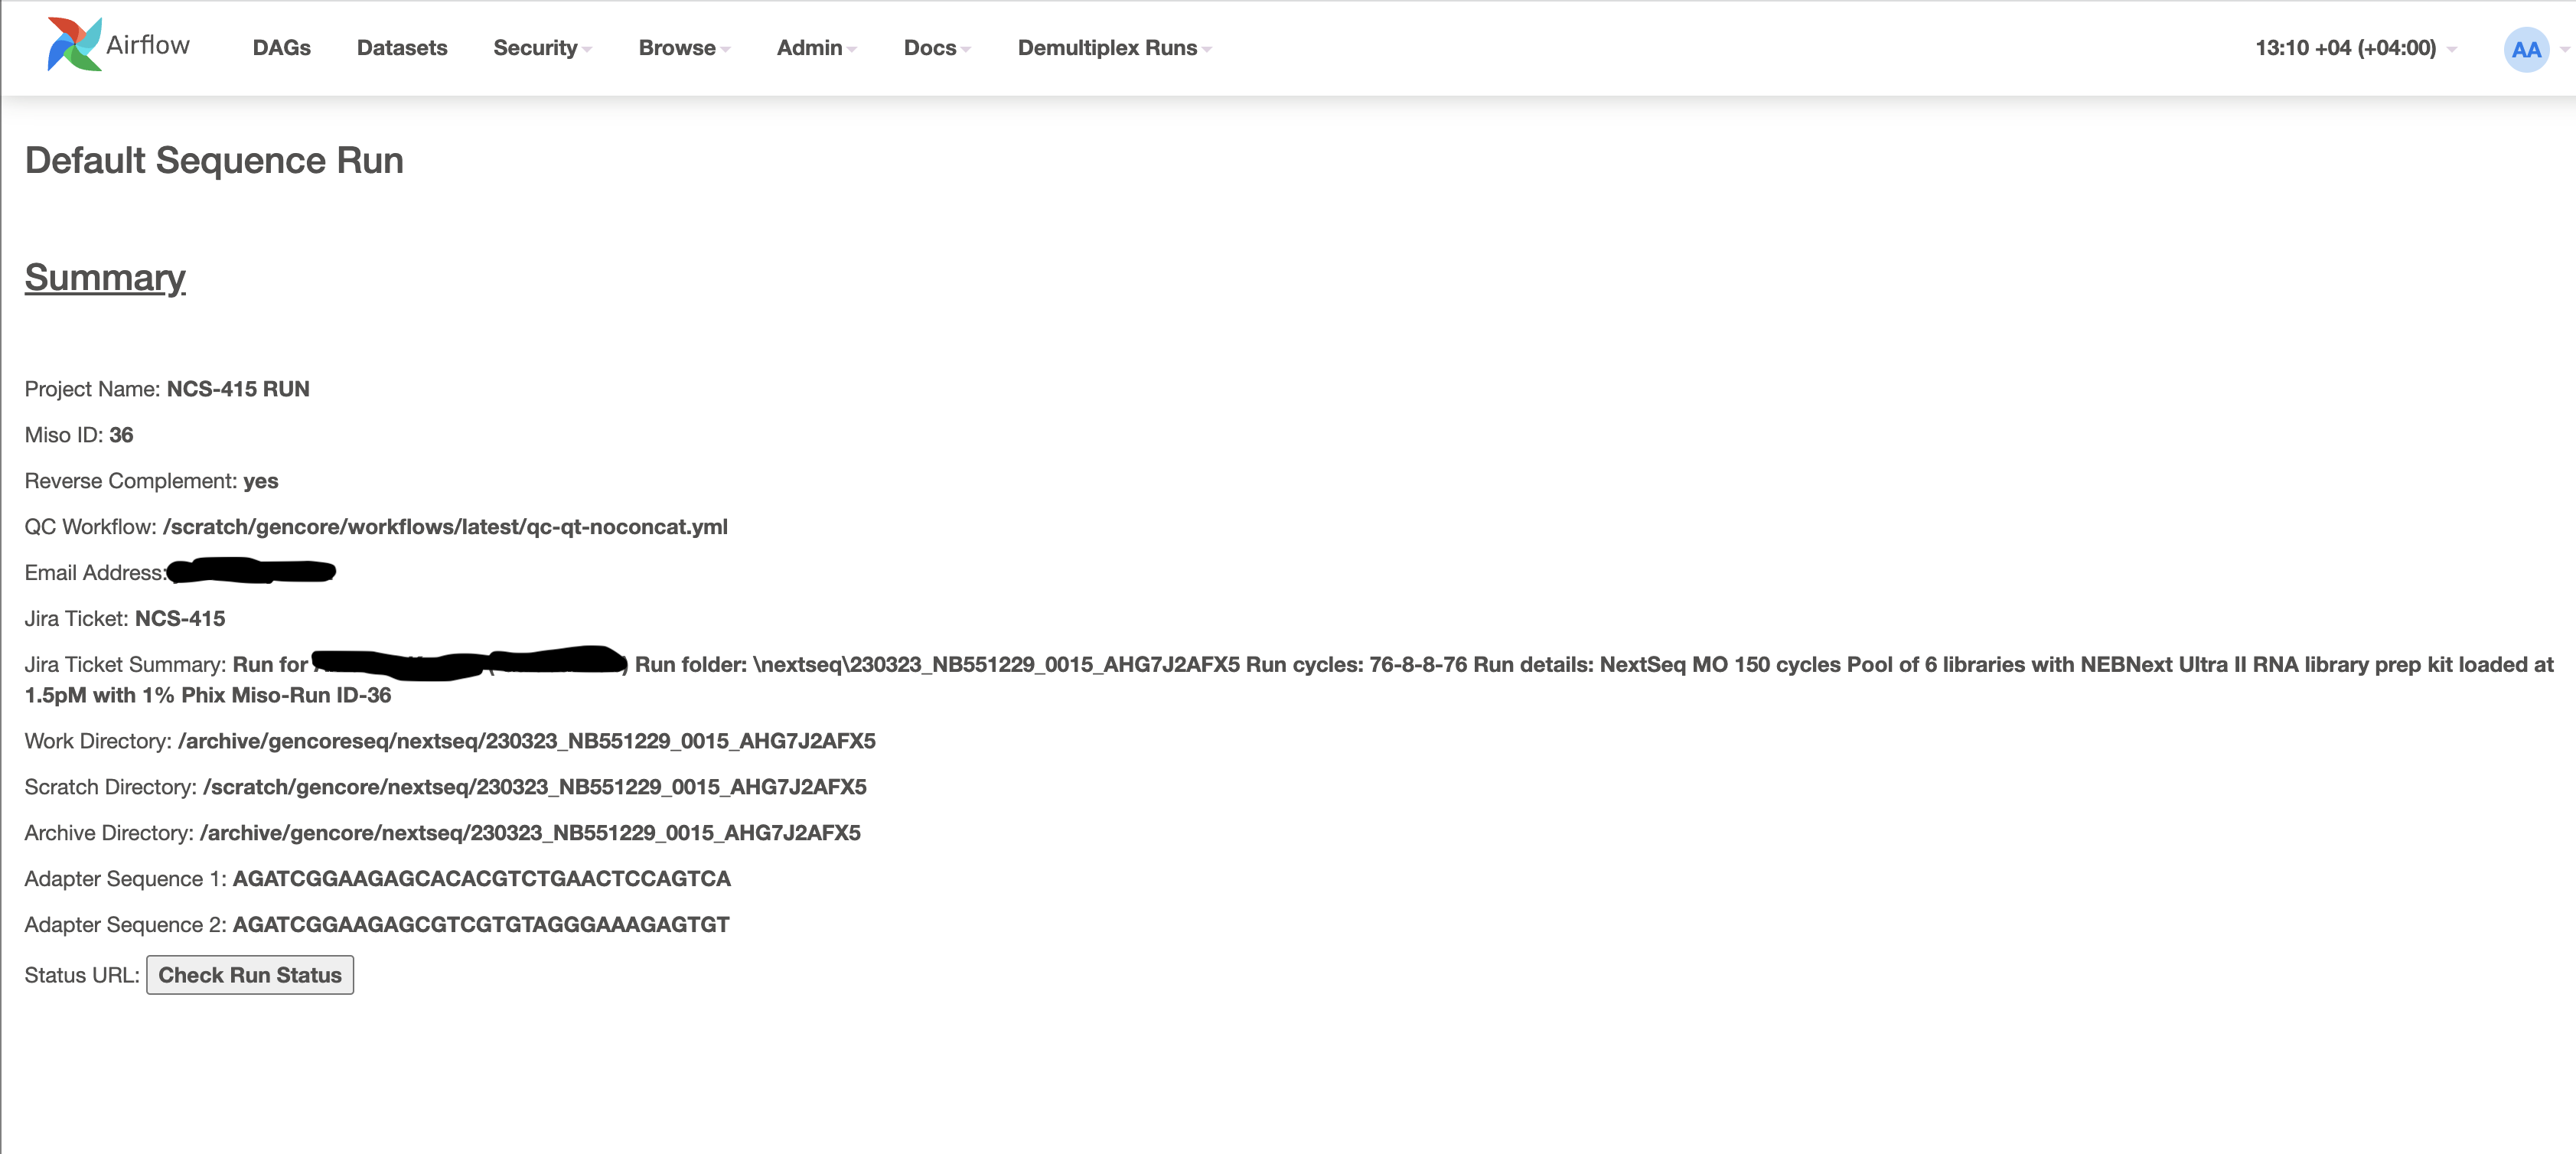 Airflow DAGs Datasets Security Browse Admin Docs Demultiplex Runs 13:10 +04 (+04:00) AA
Default Sequence Run
Summary
Project Name: NCS-415 RUN
Miso ID: 36
Reverse Complement: yes
QC Workflow: /scratch/gencore/workflows/latest/qc-qt-noconcat.yml
Email Address:
Jira Ticket: NCS-415
Jira Ticket Summary: Run for ( ) Run folder: \nextseq\230323_NB551229_0015_AHG7J2AFX5 Run cycles: 76-8-8-76 Run details: NextSeq MO 150 cycles Pool of 6 libraries with NEBNext Ultra II RNA library prep kit loaded at
1.5pM with 1% Phix Miso-Run ID-36
Work Directory: /archive/gencoreseq/nextseq/230323_NB551229_0015_AHG7J2AFX5
Scratch Directory: /scratch/gencore/nextseq/230323_NB551229_0015_AHG7J2AFX5
Archive Directory: /archive/gencore/nextseq/230323_NB551229_0015_AHG7J2AFX5
Adapter Sequence 1: AGATCGGAAGAGCACACGTCTGAACTCCAGTCA
Adapter Sequence 2: AGATCGGAAGAGCGTCGTGTAGGGAAAGAGTGT
Status URL: Check Run Status